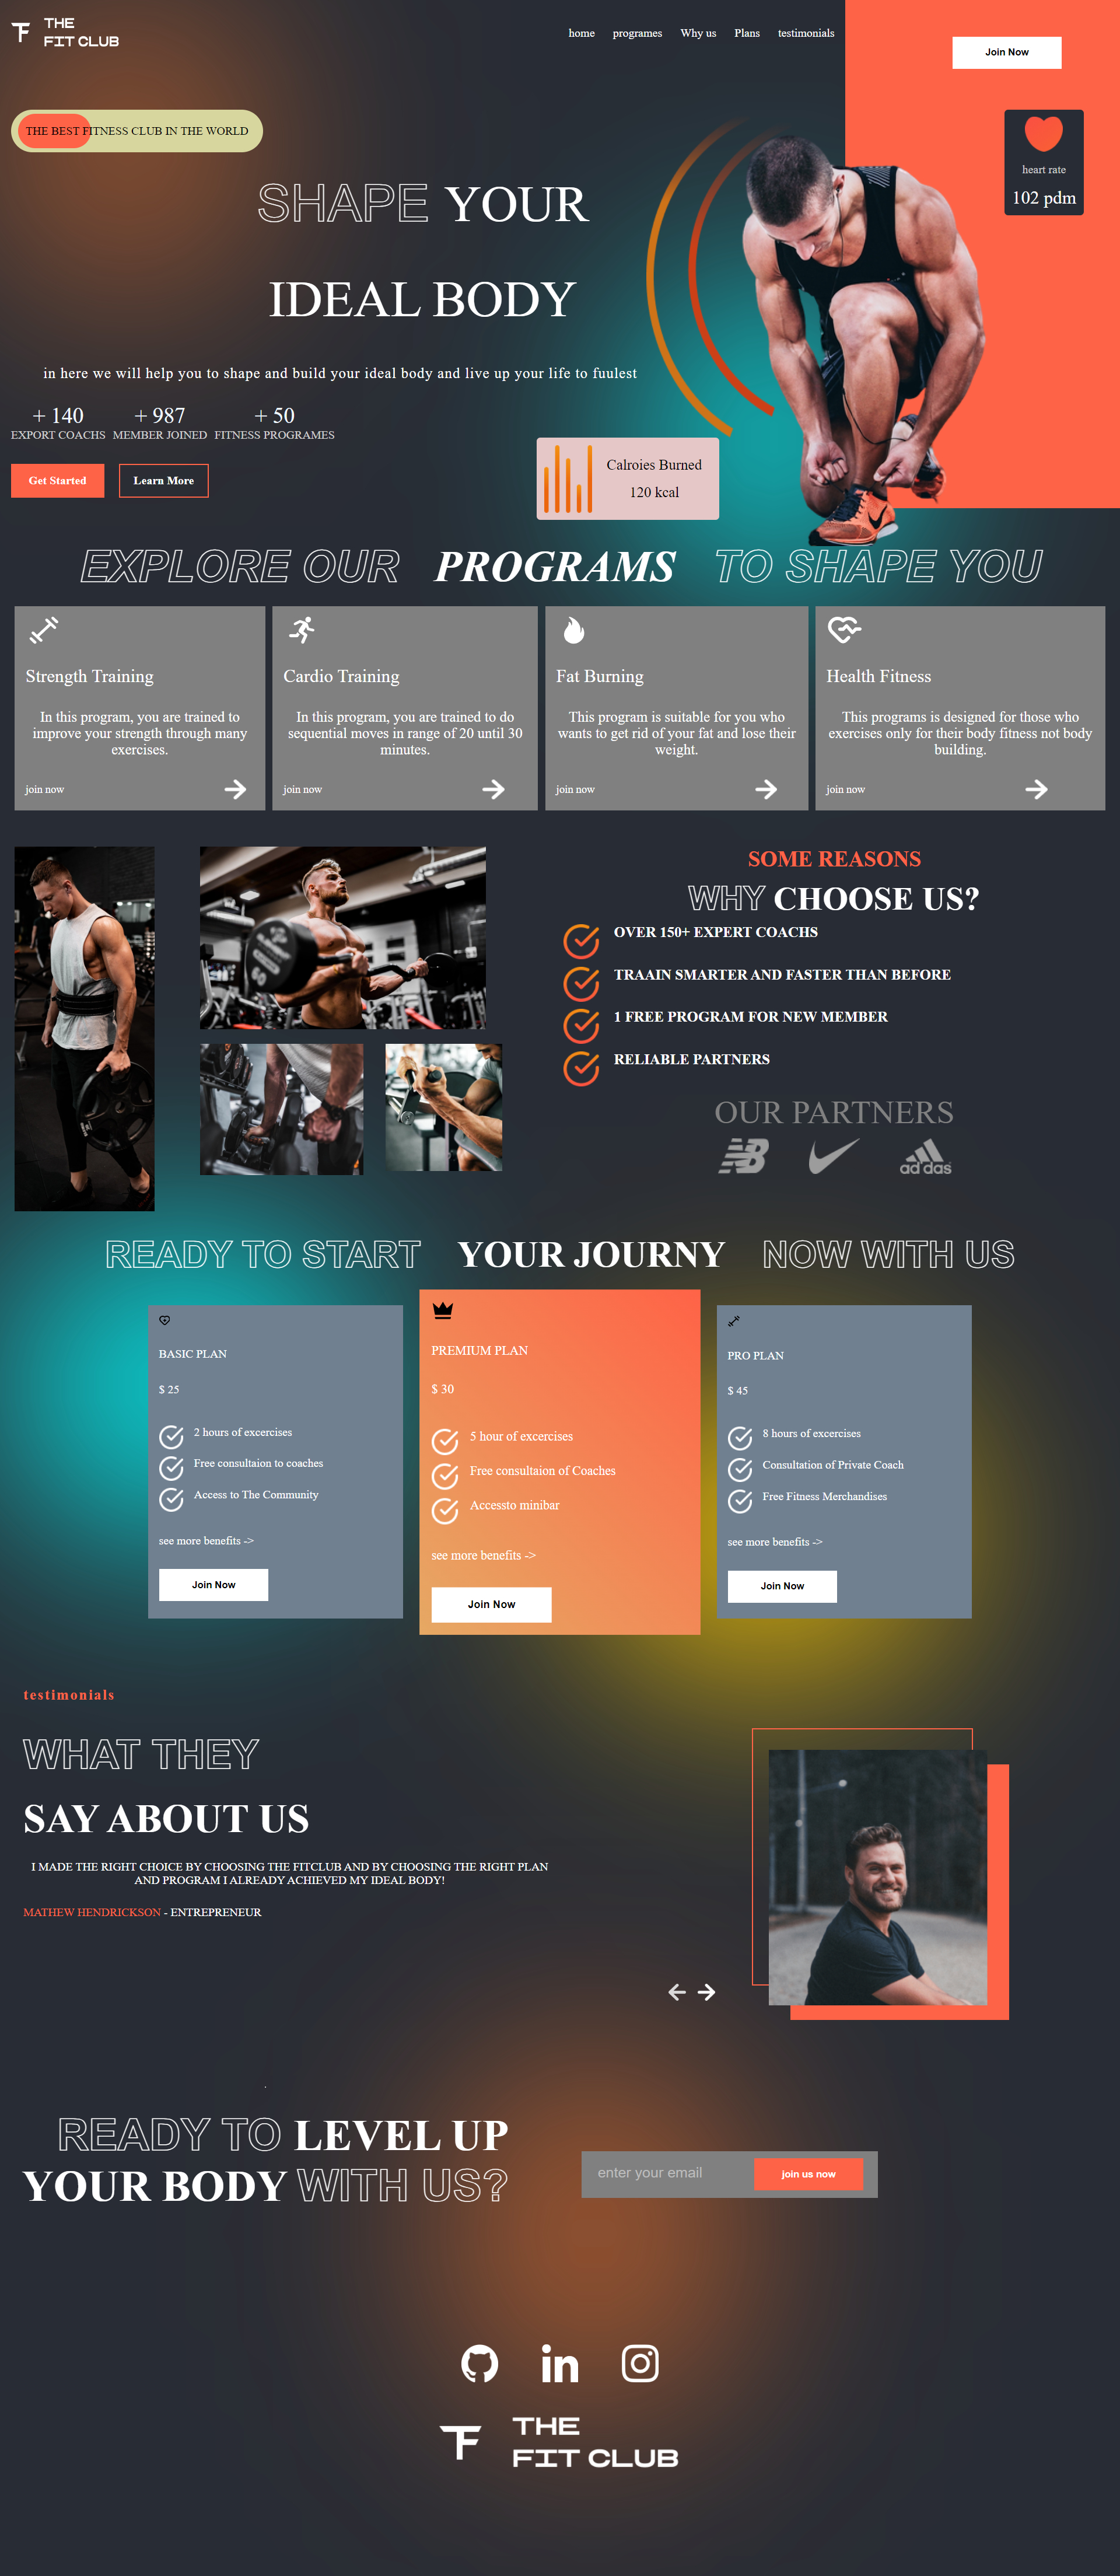 THE
FIT CLUB
home programes Why us Plans testimonials
Join Now
THE BEST FITNESS CLUB IN THE WORLD
heart rate
102 pdm
SHAPE YOUR
IDEAL BODY
in here we will help you to shape and build your ideal body and live up your life to fuulest
+ 140 + 987 + 50
EXPORT COACHS MEMBER JOINED FITNESS PROGRAMES
Calroies Burned
120 kcal
Get Started Learn More
EXPLORE OUR PROGRAMS TO SHAPE YOU
Strength Training
In this program, you are trained to
improve your strength through many
exercises.
join now
Cardio Training
In this program, you are trained to do
sequential moves in range of 20 until 30
minutes.
join now
Fat Burning
This program is suitable for you who
wants to get rid of your fat and lose their
weight.
join now
Health Fitness
This programs is designed for those who
exercises only for their body fitness not body
building.
join now
SOME REASONS
WHY CHOOSE US?
OVER 150+ EXPERT COACHS
TRAAIN SMARTER AND FASTER THAN BEFORE
1 FREE PROGRAM FOR NEW MEMBER
RELIABLE PARTNERS
OUR PARTNERS
NB
adidas
READY TO START YOUR JOURNY NOW WITH US
BASIC PLAN
$ 25
2 hours of excercises
Free consultaion to coaches
Access to The Community
see more benefits ->
Join Now
PREMIUM PLAN
$ 30
5 hour of excercises
Free consultaion of Coaches
Accessto minibar
see more benefits ->
Join Now
PRO PLAN
$ 45
8 hours of excercises
Consultation of Private Coach
Free Fitness Merchandises
see more benefits ->
Join Now
testimonials
WHAT THEY
SAY ABOUT US
I MADE THE RIGHT CHOICE BY CHOOSING THE FITCLUB AND BY CHOOSING THE RIGHT PLAN
AND PROGRAM I ALREADY ACHIEVED MY IDEAL BODY!
MATHEW HENDRICKSON - ENTREPRENEUR
READY TO LEVEL UP
YOUR BODY WITH US?
enter your email
join us now
in
THE
FIT CLUB